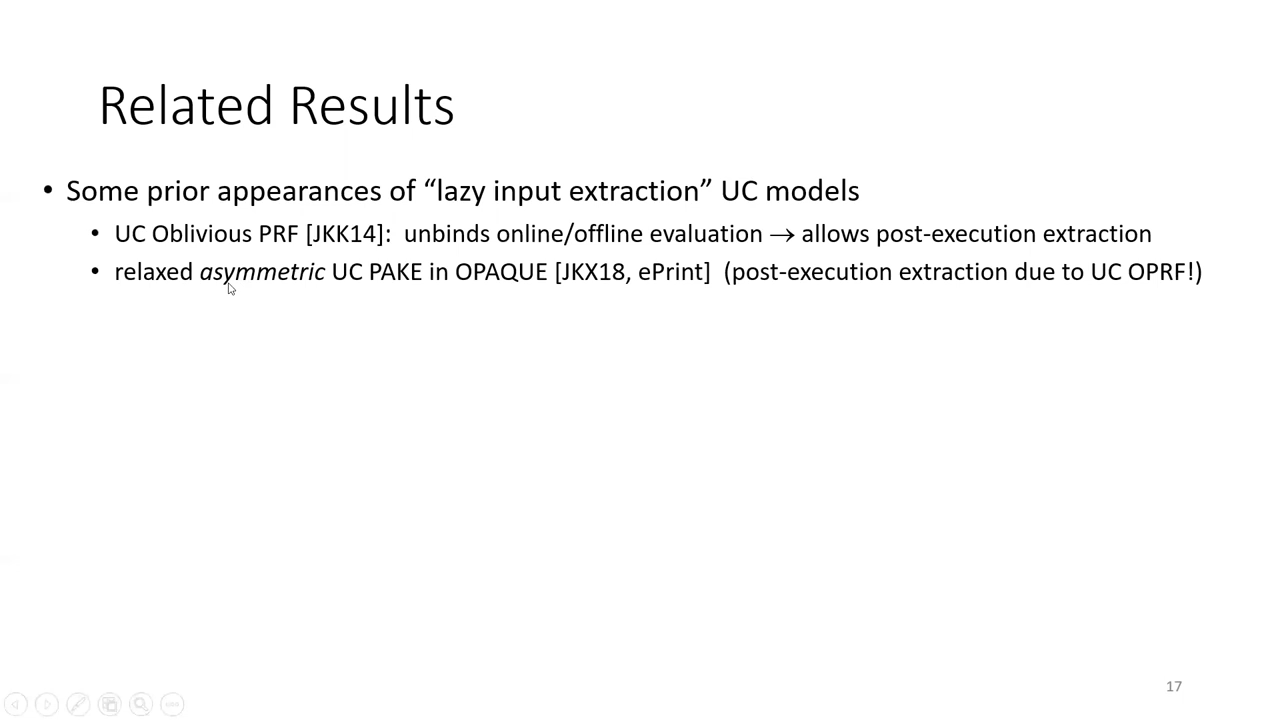 Related Results
• Some prior appearances of “lazy input extraction” UC models
• UC Oblivious PRF [JKK14]: unbinds online/offline evaluation → allows post-execution extraction
• relaxed asymmetric UC PAKE in OPAQUE [JKX18, ePrint] (post-execution extraction due to UC OPRF!)
17